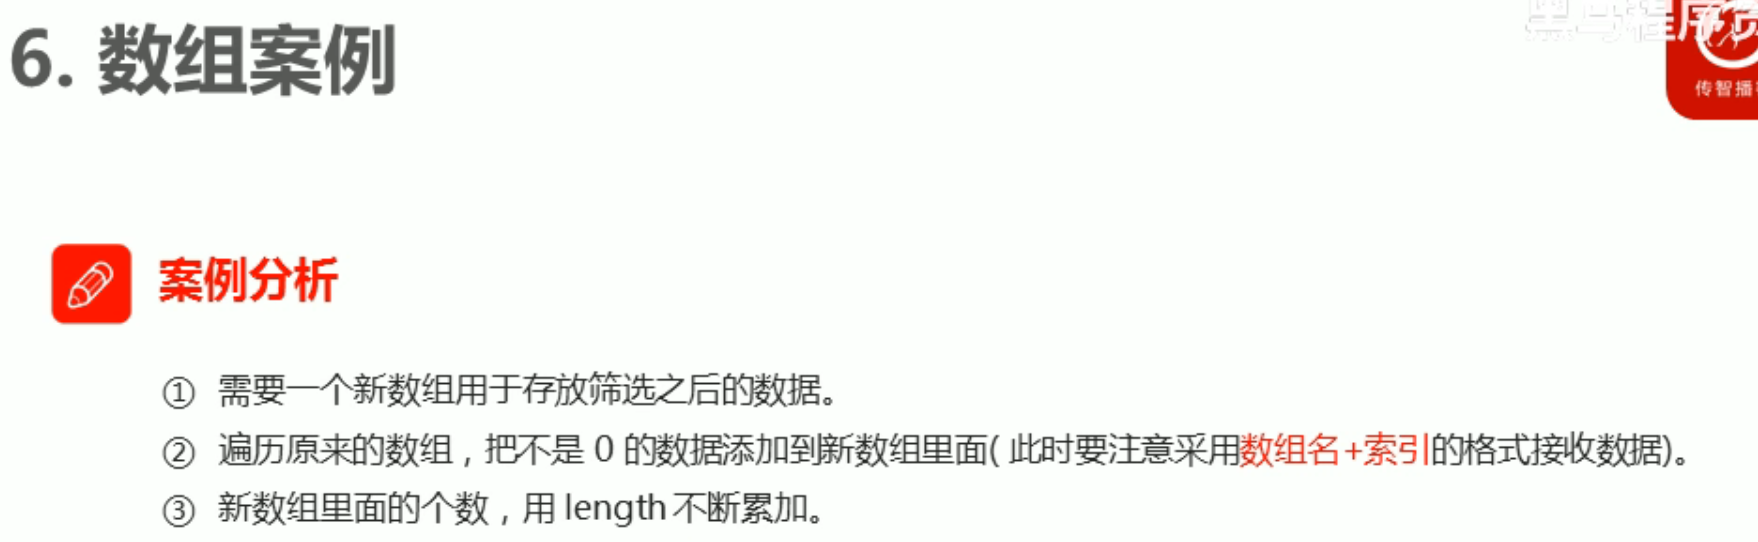 6. 数组案例
黑马程序员
传智播
案例分析
① 需要一个新数组用于存放筛选之后的数据。
② 遍历原来的数组，把不是 0 的数据添加到新数组里面( 此时要注意采用数组名+索引的格式接收数据)。
③ 新数组里面的个数，用 length 不断累加。